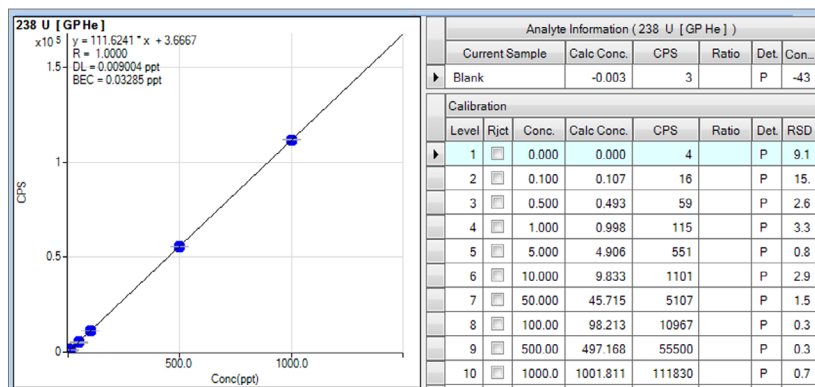 238 U [GP He]
x10 5
y = 111.6241 * x + 3.6667
R = 1.0000
DL = 0.009004 ppt
BEC = 0.03285 ppt
1.5
1
0.5
0
500.0 1000.0
CPS
Conc(ppt)
Analyte Information ( 238 U [GP He] )
Current Sample Calc Conc. CPS Ratio Det. Con...
Blank -0.003 3 P -43
Calibration
Level Rjct Conc. Calc Conc. CPS Ratio Det. RSD
1 0.000 0.000 4 P 9.1
2 0.100 0.107 16 P 15.
3 0.500 0.493 59 P 2.6
4 1.000 0.998 115 P 3.3
5 5.000 4.906 551 P 0.8
6 10.000 9.833 1101 P 2.9
7 50.000 45.715 5107 P 1.5
8 100.00 98.213 10967 P 0.3
9 500.00 497.168 55500 P 0.3
10 1000.0 1001.811 111830 P 0.7